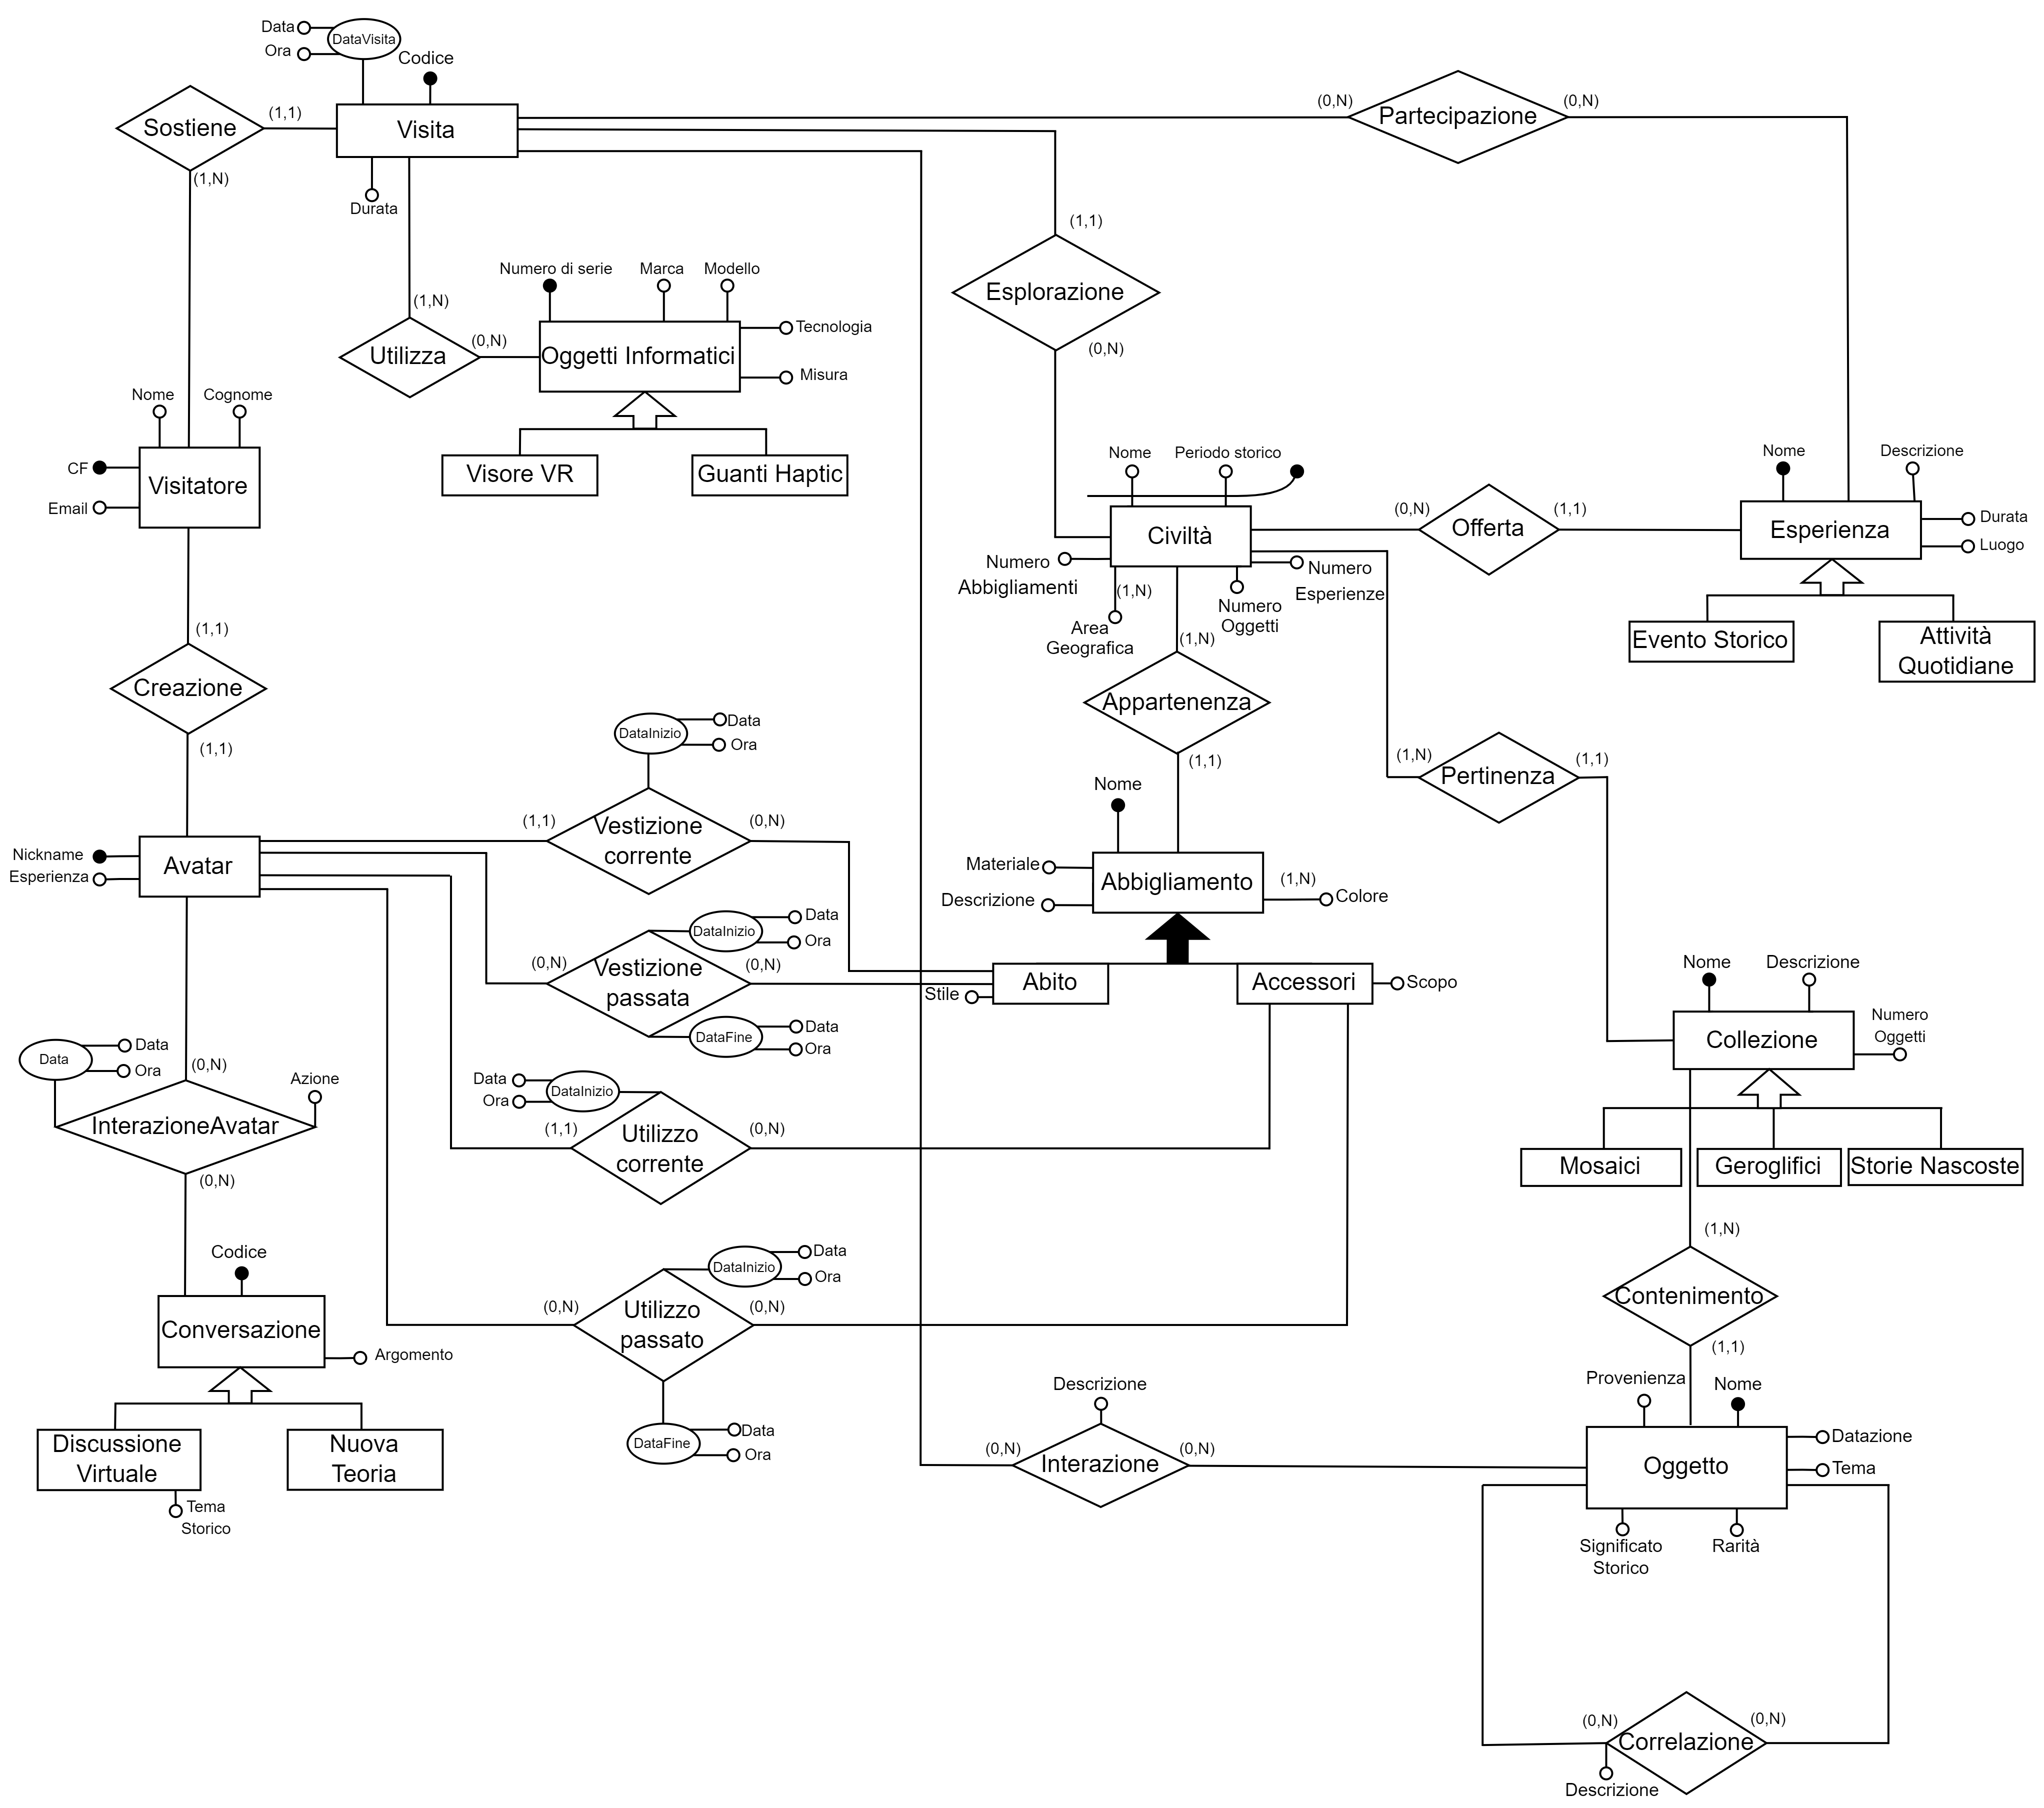 Data
DataVisita
Ora
Codice
Sostiene
(1,1)
Visita
(0,N)
Partecipazione
(0,N)
(1,N)
Durata
(1,1)
Numero di serie
Marca
Modello
(1,N)
Esplorazione
Tecnologia
Utilizza
(0,N)
Oggetti Informatici
(0,N)
Misura
Nome
Cognome
CF
Visitatore
Email
Visore VR
Guanti Haptic
Nome
Periodo storico
Nome
Descrizione
(0,N)
Offerta
(1,1)
Civiltà
Esperienza
Durata
Luogo
Numero
Abbigliamenti
Numero
Esperienze
(1,N)
Numero
Oggetti
Area
Geografica
(1,N)
Evento Storico
Attività
Quotidiane
(1,1)
Creazione
(1,1)
Appartenenza
(1,1)
DataInizio
Data
Ora
(1,N)
Pertinenza
(1,1)
Nome
(1,1)
Vestizione
corrente
(0,N)
Nickname
Esperienza
Avatar
Materiale
Descrizione
Abbigliamento
(1,N)
Colore
DataInizio
Data
Ora
(0,N)
Vestizione
passata
(0,N)
Abito
Stile
Accessori
Scopo
DataFine
Data
Ora
Nome
Descrizione
Numero
Oggetti
Collezione
Data
Data
Ora
(0,N)
Azione
InterazioneAvatar
(0,N)
Data
Ora
DataInizio
(1,1)
Utilizzo
corrente
(0,N)
Mosaici
Geroglifici
Storie Nascoste
(1,N)
Contenimento
(1,1)
Codice
Conversazione
Argomento
DataInizio
Data
Ora
(0,N)
Utilizzo
passato
(0,N)
DataFine
Data
Ora
Discussione
Virtuale
Nuova
Teoria
Tema
Storico
Descrizione
(0,N)
Interazione
(0,N)
Provenienza
Nome
Oggetto
Datazione
Tema
Significato
Storico
Rarità
(0,N)
Correlazione
(0,N)
Descrizione